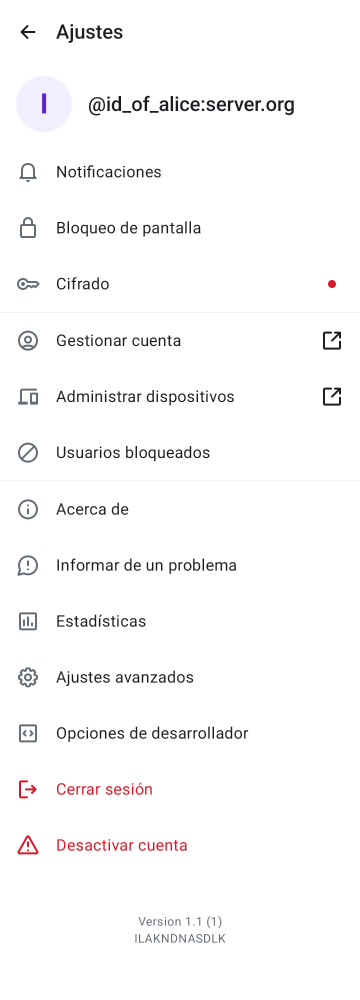 Ajustes
I
@id_of_alice:server.org
Notificaciones
Bloqueo de pantalla
Cifrado
Gestionar cuenta
Administrar dispositivos
Usuarios bloqueados
Acerca de
Informar de un problema
Estadísticas
Ajustes avanzados
Opciones de desarrollador
Cerrar sesión
Desactivar cuenta
Version 1.1 (1)
ILAKNDNASDLK